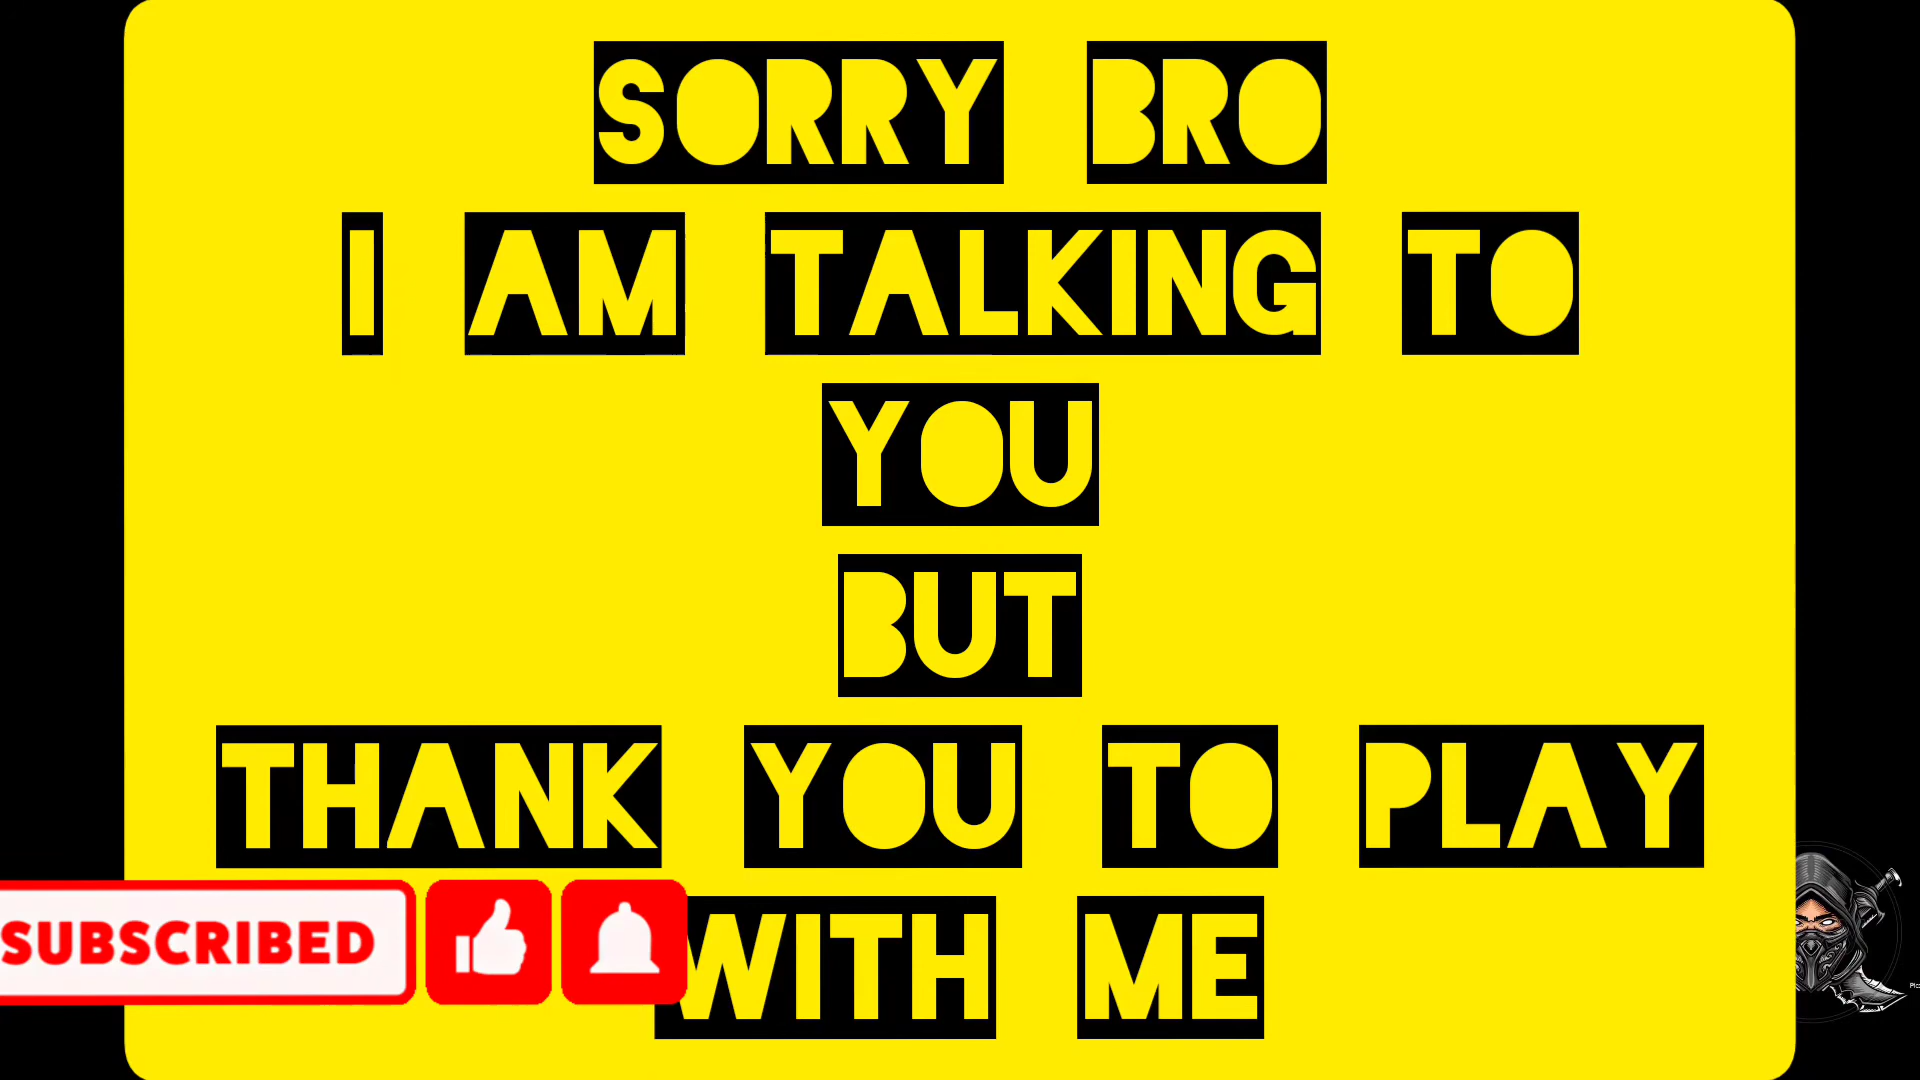 SORRY BRO
I AM TALKING TO
YOU
BUT
THANK YOU TO PLAY
WITH ME
SUBSCRIBED